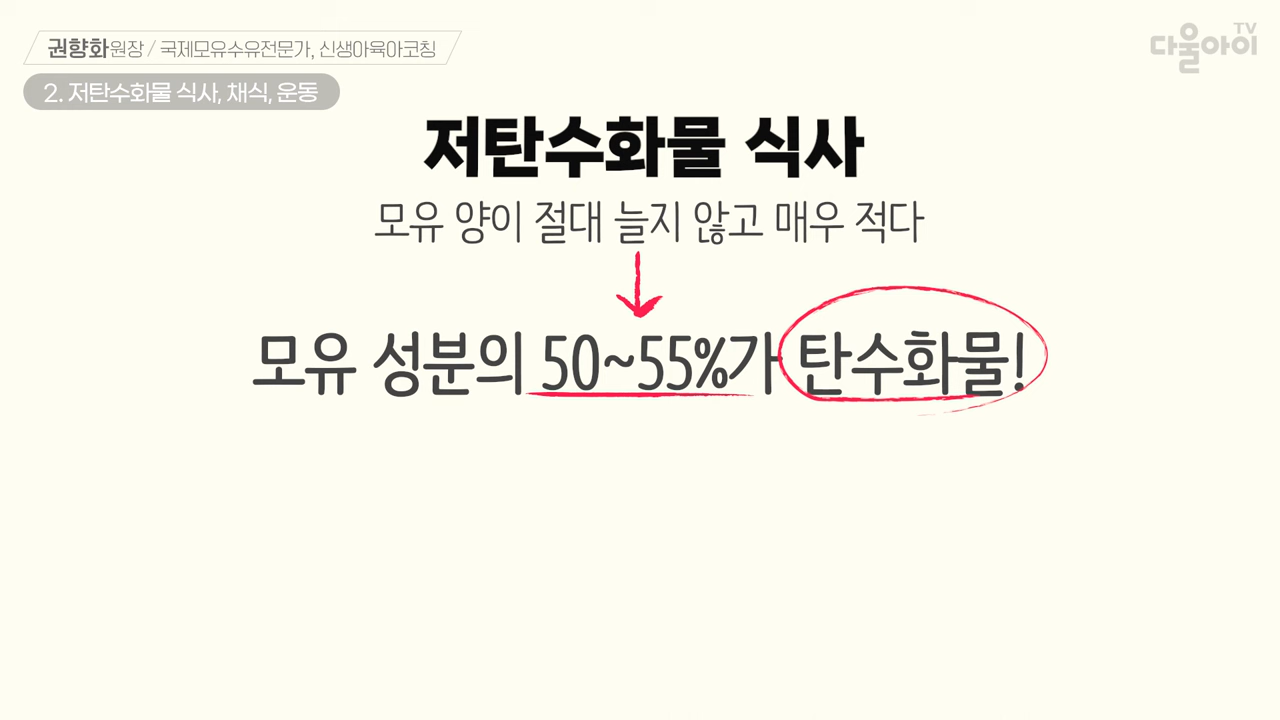 권향화원장 / 국제모유수유전문가, 신생아육아코칭
다울아이TV
2. 저탄수화물 식사, 채식, 운동
저탄수화물 식사
모유 양이 절대 늘지 않고 매우 적다
모유 성분의 50~55%가 탄수화물!